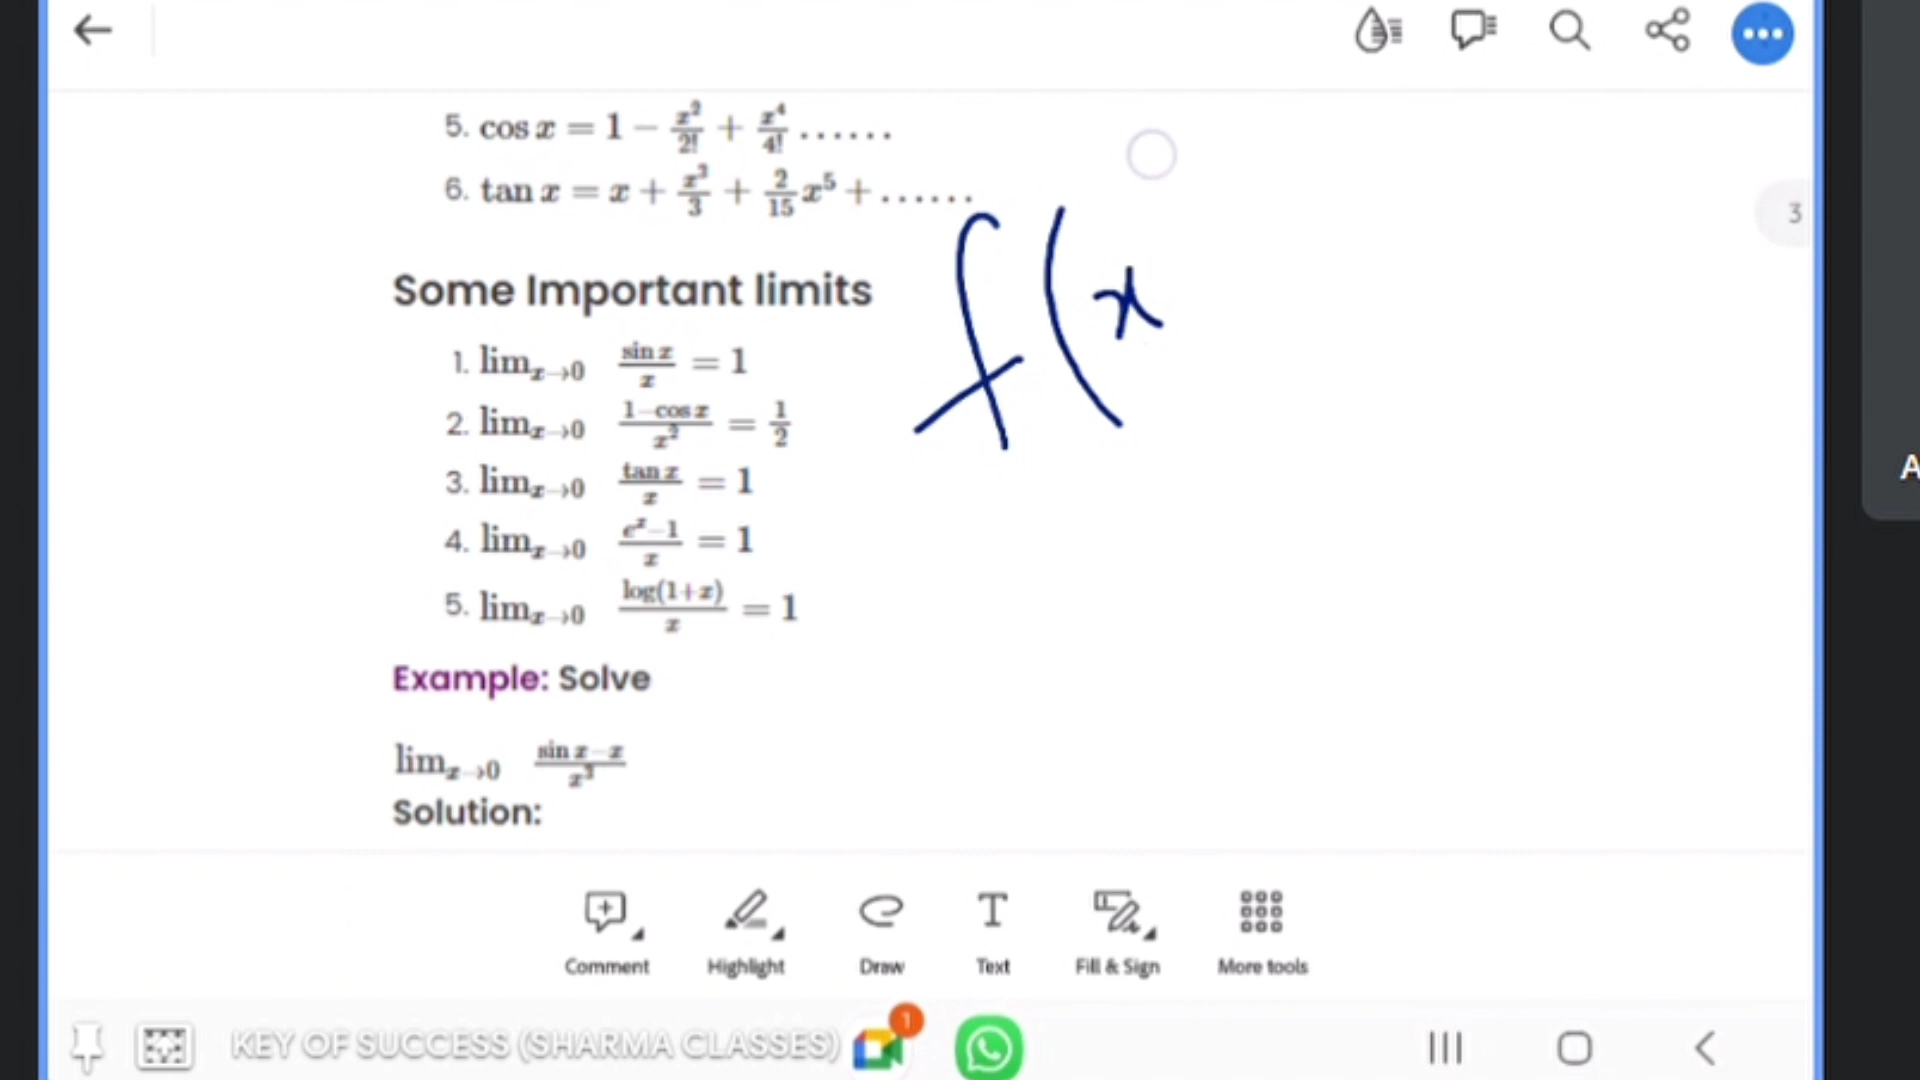 5. cos x = 1 − x²/2! + x⁴/4! ......
6. tan x = x + x³/3 + 2/15 x⁵ + ......
3
f(x
Some Important limits
1. lim x→0 sin x/x = 1
2. lim x→0 1−cos x/x² = 1/2
3. lim x→0 tan x/x = 1
4. lim x→0 eˣ−1/x = 1
A
5. lim x→0 log(1+x)/x = 1
Example: Solve
lim x→0 sin x−x/x³
Solution:
Comment Highlight Draw Text Fill & Sign More tools
KEY OF SUCCESS (SHARMA CLASSES) 1